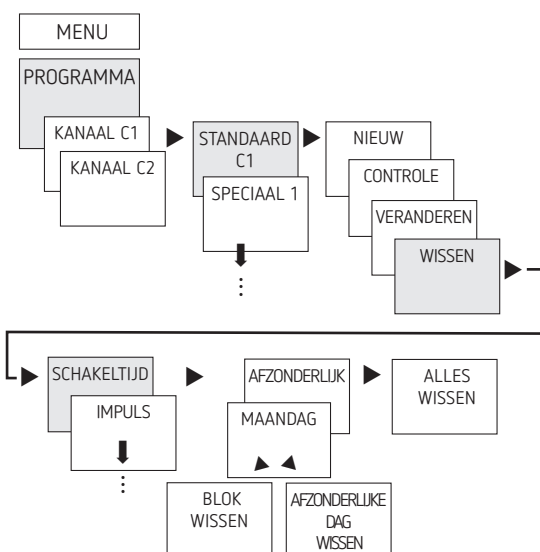 MENU
PROGRAMMA
KANAAL C1
KANAAL C2
STANDAARD
C1
SPECIAAL 1
NIEUW
CONTROLE
VERANDEREN
WISSEN
SCHAKELTIJD
IMPULS
AFZONDERLIJK
MAANDAG
BLOK
WISSEN
AFZONDERLIJKE
DAG
WISSEN
ALLES
WISSEN